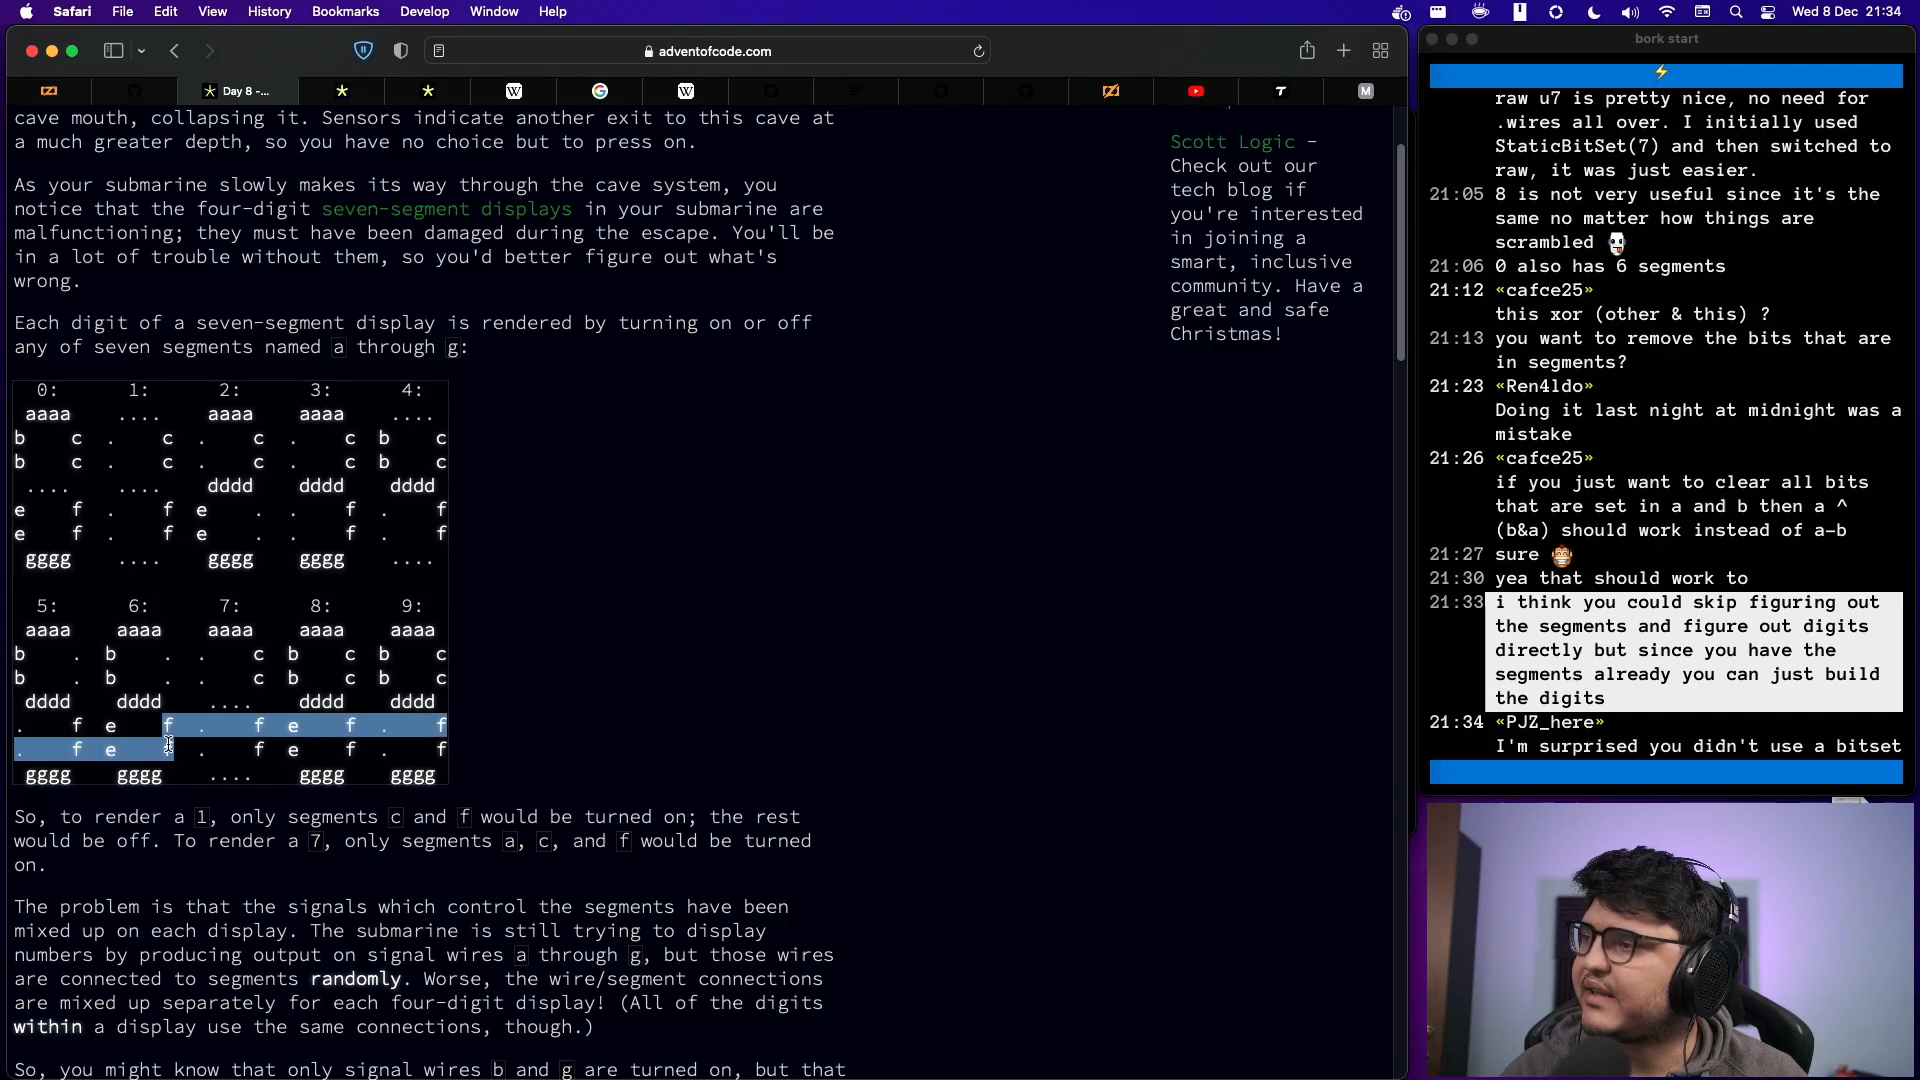 Safari File Edit View History Bookmarks Develop Window Help
Wed 8 Dec 21:34
adventofcode.com
Day 8 -...
cave mouth, collapsing it. Sensors indicate another exit to this cave at
a much greater depth, so you have no choice but to press on.
As your submarine slowly makes its way through the cave system, you
notice that the four-digit seven-segment displays in your submarine are
malfunctioning; they must have been damaged during the escape. You'll be
in a lot of trouble without them, so you'd better figure out what's
wrong.
Each digit of a seven-segment display is rendered by turning on or off
any of seven segments named a through g:
0: 1: 2: 3: 4:
aaaa .... aaaa aaaa ....
b c . c . c . c b c
b c . c . c . c b c
.... .... dddd dddd dddd
e f . f e . . f . f
e f . f e . . f . f
gggg .... gggg gggg ....
5: 6: 7: 8: 9:
aaaa aaaa aaaa aaaa aaaa
b . b . . c b c b c
b . b . . c b c b c
dddd dddd .... dddd dddd
. f e f . f e f . f
. f e f . f e f . f
gggg gggg .... gggg gggg
So, to render a 1, only segments c and f would be turned on; the rest
would be off. To render a 7, only segments a, c, and f would be turned
on.
The problem is that the signals which control the segments have been
mixed up on each display. The submarine is still trying to display
numbers by producing output on signal wires a through g, but those wires
are connected to segments randomly. Worse, the wire/segment connections
are mixed up separately for each four-digit display! (All of the digits
within a display use the same connections, though.)
So, you might know that only signal wires b and g are turned on, but that
Scott Logic -
Check out our
tech blog if
you're interested
in joining a
smart, inclusive
community. Have a
great and safe
Christmas!
bork start
raw u7 is pretty nice, no need for
.wires all over. I initially used
StaticBitSet(7) and then switched to
raw, it was just easier.
21:05 8 is not very useful since it's the
same no matter how things are
scrambled
21:06 0 also has 6 segments
21:12 «cafce25»
this xor (other & this) ?
21:13 you want to remove the bits that are
in segments?
21:23 «Ren4ldo»
Doing it last night at midnight was a
mistake
21:26 «cafce25»
if you just want to clear all bits
that are set in a and b then a ^
(b&a) should work instead of a-b
21:27 sure
21:30 yea that should work to
21:33 i think you could skip figuring out
the segments and figure out digits
directly but since you have the
segments already you can just build
the digits
21:34 «PJZ_here»
I'm surprised you didn't use a bitset